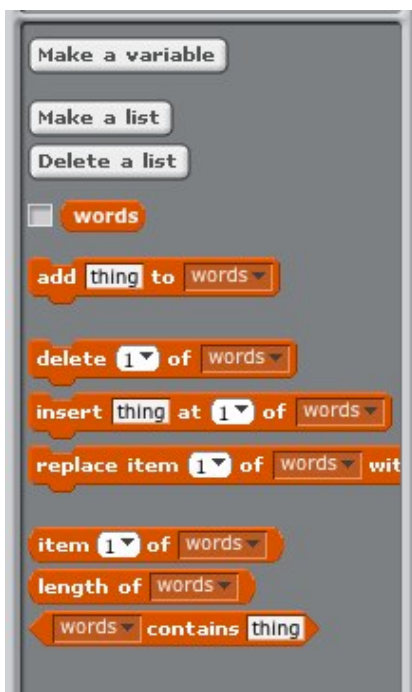 Make a variable
Make a list
Delete a list
words
add thing to words
delete 1 of words
insert thing at 1 of words
replace item 1 of words wit
item 1 of words
length of words
words contains thing